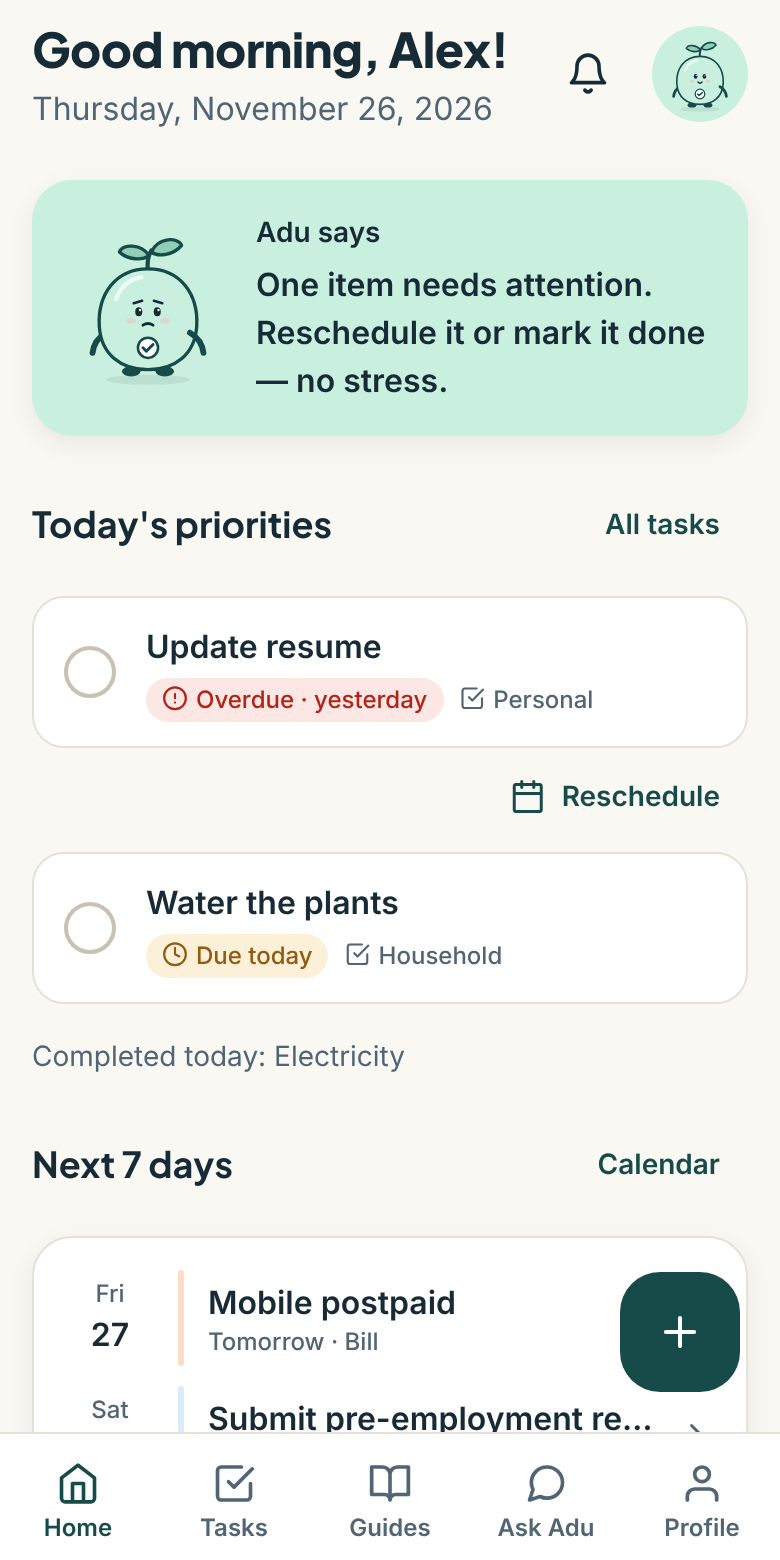 Good morning, Alex!
Thursday, November 26, 2026
Adu says
One item needs attention.
Reschedule it or mark it done
— no stress.
Today's priorities
All tasks
Update resume
Overdue · yesterday
Personal
Reschedule
Water the plants
Due today
Household
Completed today: Electricity
Next 7 days
Calendar
Fri
27
Mobile postpaid
Tomorrow · Bill
Sat
Submit pre-employment re...
Home
Tasks
Guides
Ask Adu
Profile